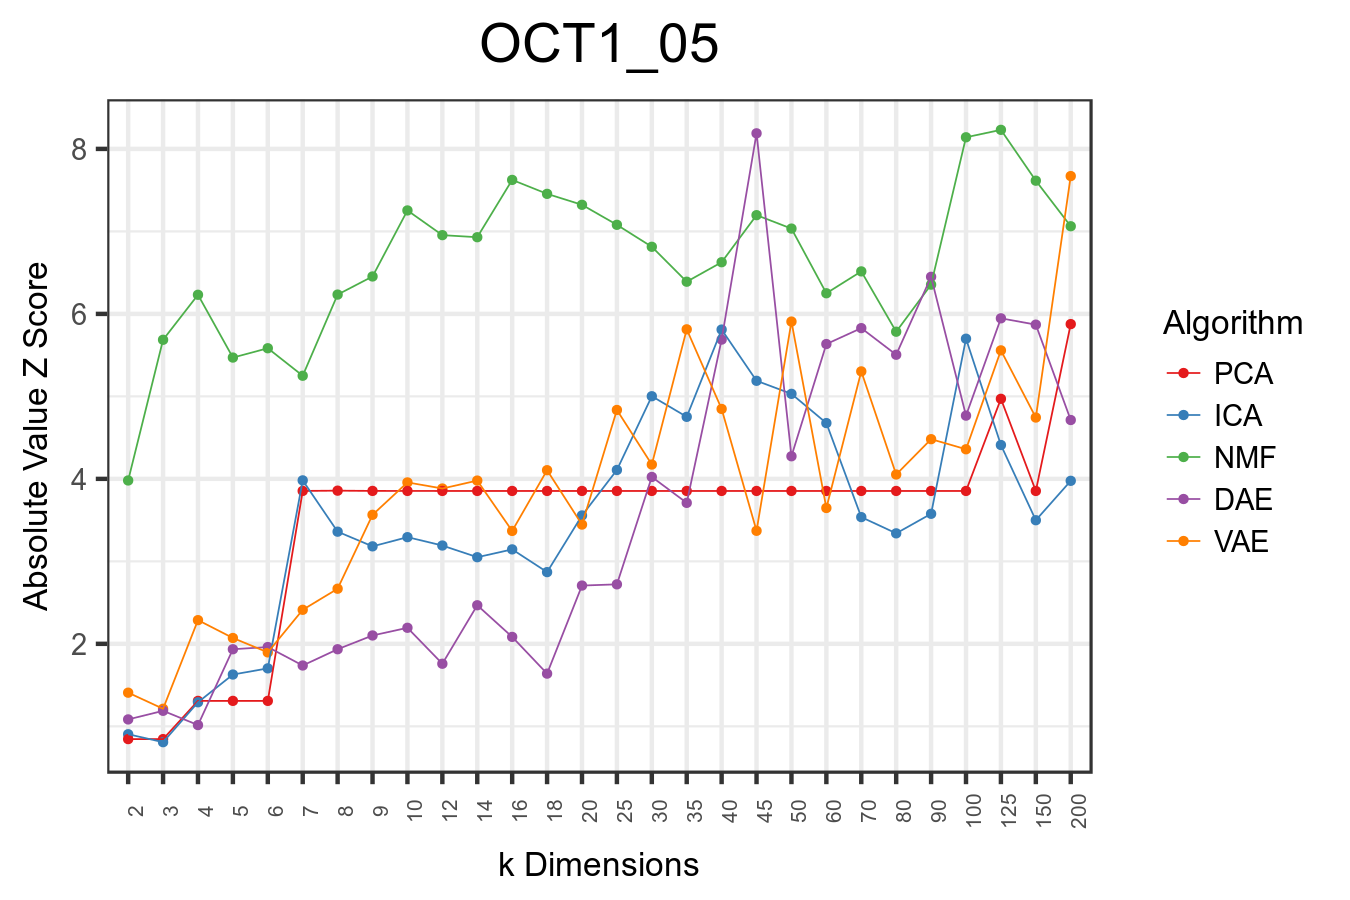 OCT1_05
Absolute Value Z Score
8
6
4
2
2 3 4 5 6 7 8 9 10 12 14 16 18 20 25 30 35 40 45 50 60 70 80 90 100 125 150 200
k Dimensions
Algorithm
PCA
ICA
NMF
DAE
VAE